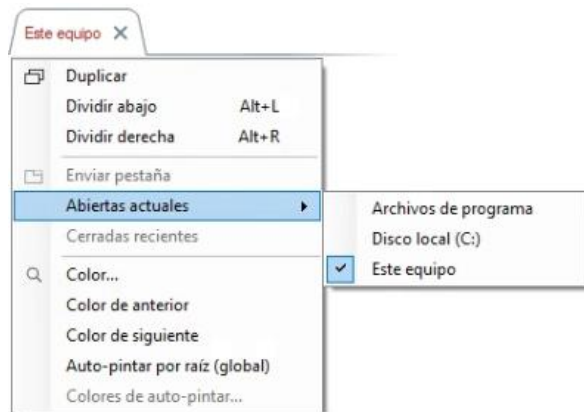 Este equipo
Duplicar
Dividir abajo Alt+L
Dividir derecha Alt+R
Enviar pestaña
Abiertas actuales
Cerradas recientes
Color...
Color de anterior
Color de siguiente
Auto-pintar por raíz (global)
Colores de auto-pintar...
Archivos de programa
Disco local (C:)
Este equipo